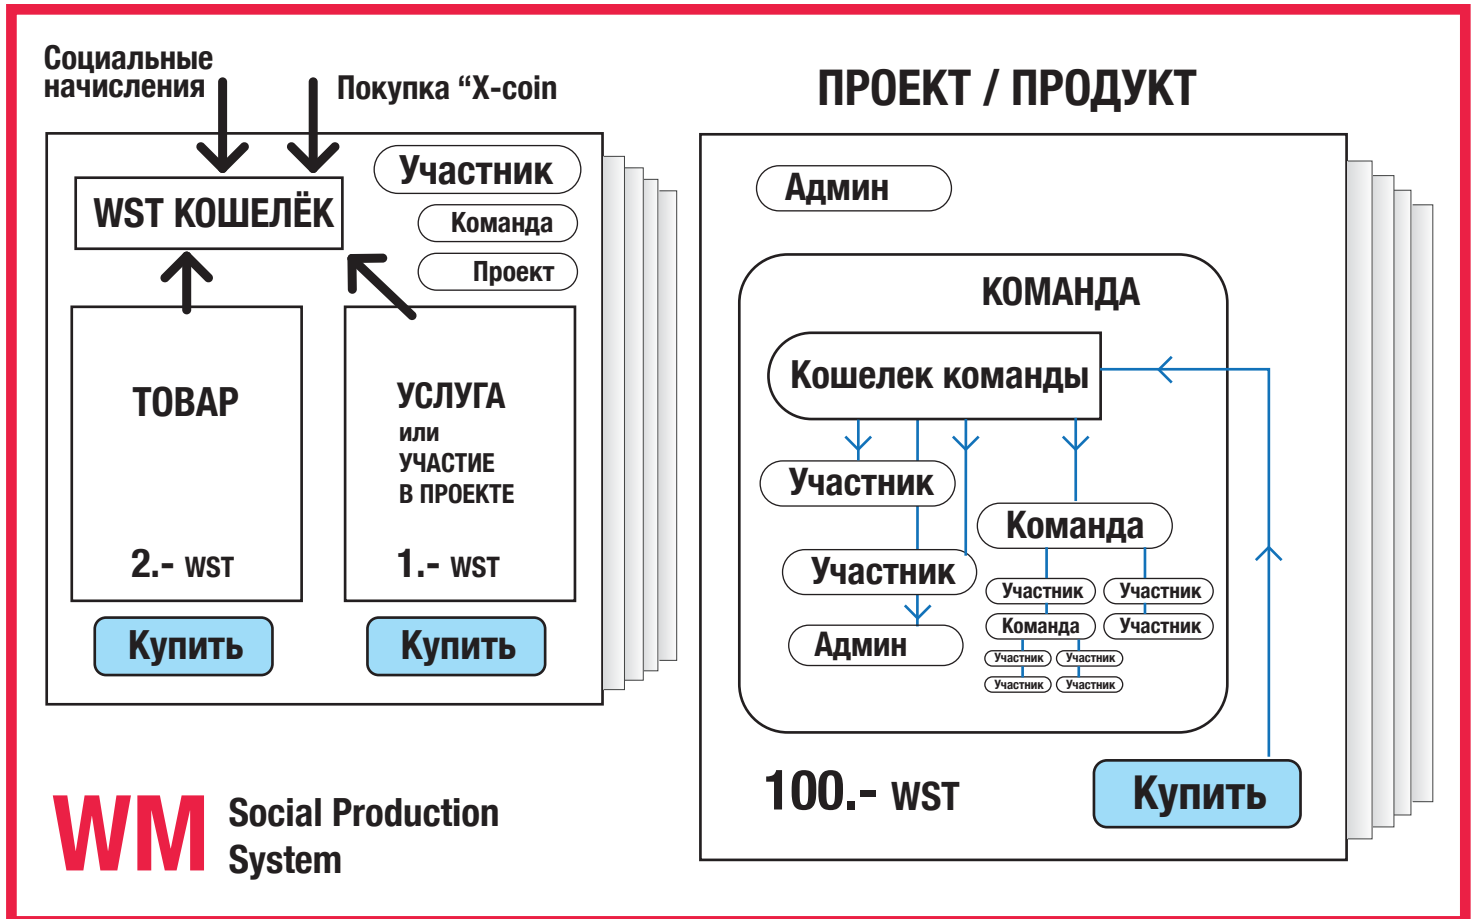 Социальные
начисления
Покупка “X-coin
Участник
WST КОШЕЛЁК
Команда
Проект
ТОВАР
2.- WST
Купить
УСЛУГА
или
УЧАСТИЕ
В ПРОЕКТЕ
1.- WST
Купить
ПРОЕКТ / ПРОДУКТ
Админ
КОМАНДА
Кошелек команды
Участник
Участник
Админ
Команда
Участник
Участник
Команда
Участник
Участник
Участник
Участник
Участник
100.- WST
Купить
WM
Social Production
System